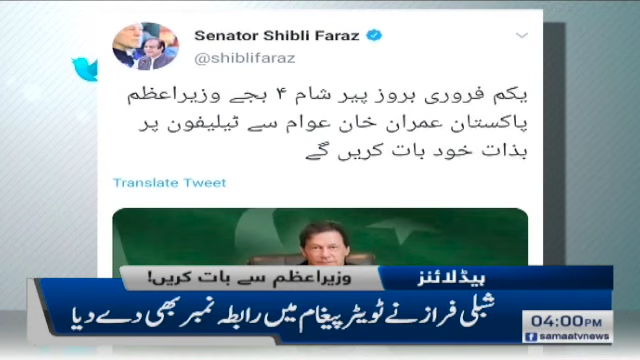 Senator Shibli Faraz
@shiblifaraz
یکم فروری بروز پیر شام ۴ بجے وزیراعظم
پاکستان عمران خان عوام سے ٹیلیفون پر
بذات خود بات کریں گے
Translate Tweet
ہیڈلائنز
وزیراعظم سے بات کریں!
شبلی فراز نے ٹویٹر پیغام میں رابطہ نمبر بھی دے دیا
04:00PM
samaatvnews